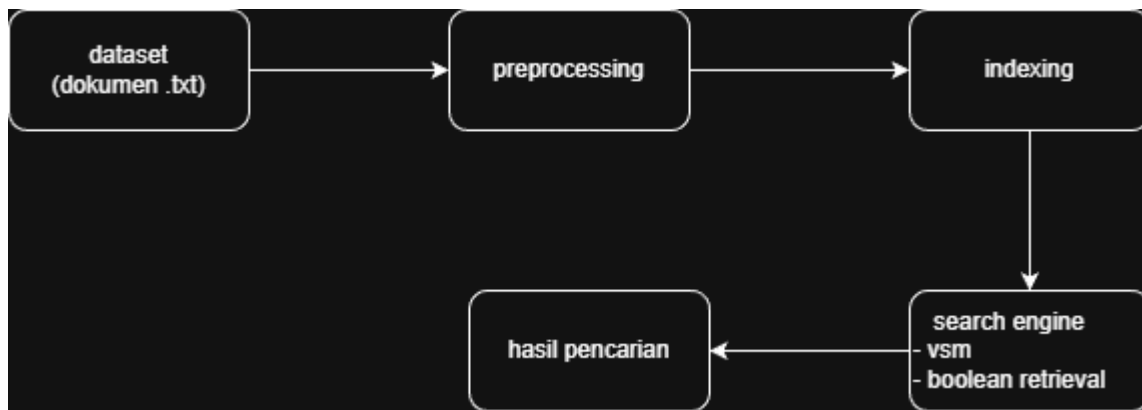 dataset
(dokumen .txt)
preprocessing
indexing
search engine
- vsm
- boolean retrieval
hasil pencarian